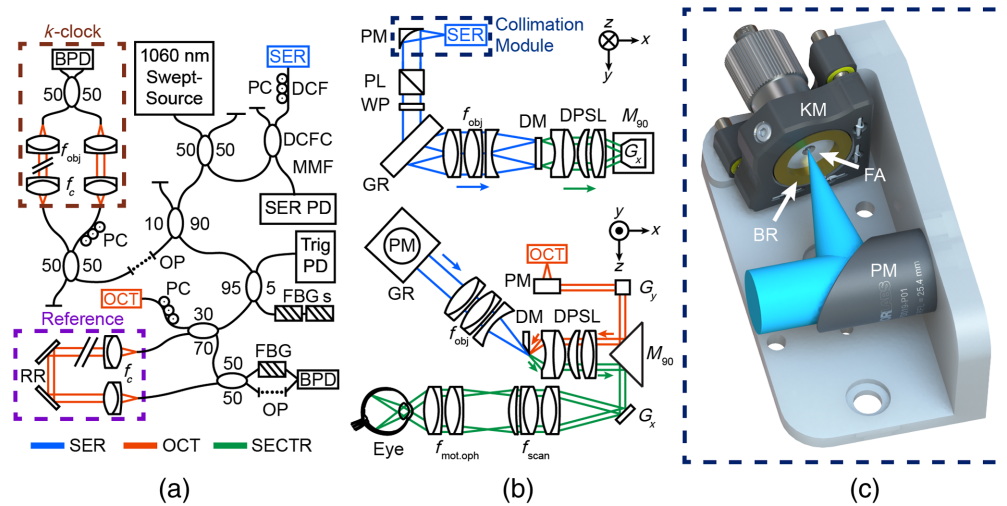 k-clock
BPD
50 50
f_obj
f_c
50 50
PC
OP
1060 nm
Swept-
Source
50 50
SER
PC DCF
DCFC
MMF
SER PD
10 90
Trig
PD
95 5
FBG s
OCT PC
30
70
Reference
RR
f_c
50
50
FBG
BPD
OP
SER OCT SECTR
(a)
PM SER Collimation
Module
z
x
y
PL
WP
GR
f_obj
DM DPSL M_90
G_x
y
x
z
PM
GR
f_obj
OCT
PM
G_y
DM DPSL
M_90
G_x
Eye
f_mot.oph
f_scan
(b)
KM
FA
BR
PM
25.4 mm
(c)